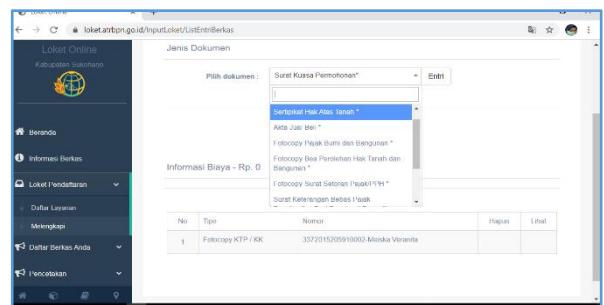 loket.atrbpn.go.id/InputLoket/ListEntriBerkas
Loket Online
Kabupaten Sukoharjo
Beranda
Informasi Berkas
Loket Pendaftaran
Daftar Layanan
Melengkapi
Daftar Berkas Anda
Pencetakan
Jenis Dokumen
Pilih dokumen : Surat Kuasa Permohonan* Entri
Sertipikat Hak Atas Tanah *
Akta Jual Beli *
Fotocopy Pajak Bumi dan Bangunan *
Fotocopy Bea Perolehan Hak Tanah dan
Bangunan *
Fotocopy Surat Setoran Pajak/PPH *
Surat Keterangan Bebas Pajak
Informasi Biaya - Rp. 0
No Tipe Nomor Hapus Lihat
1 Fotocopy KTP / KK 3372015205910002-Meiska Veranita